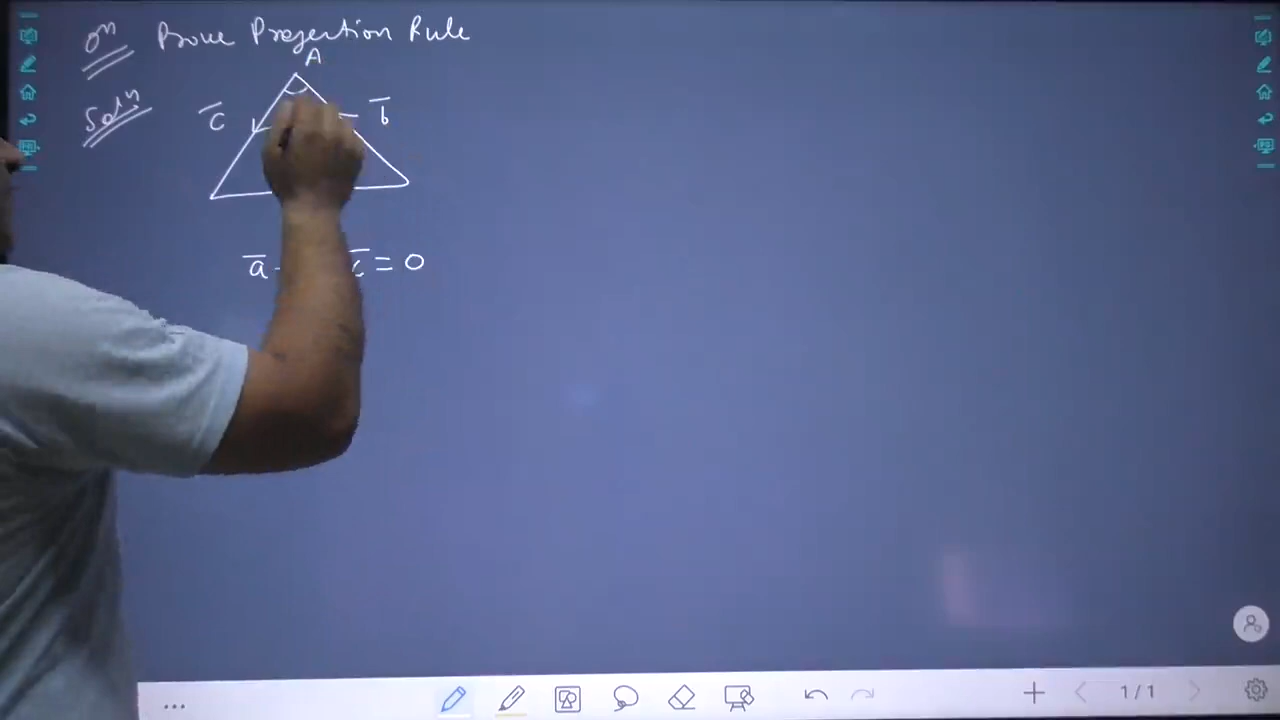 Qn Prove Projection Rule
A
Soln c̅ b̅
a̅ c̅ = 0
1/1